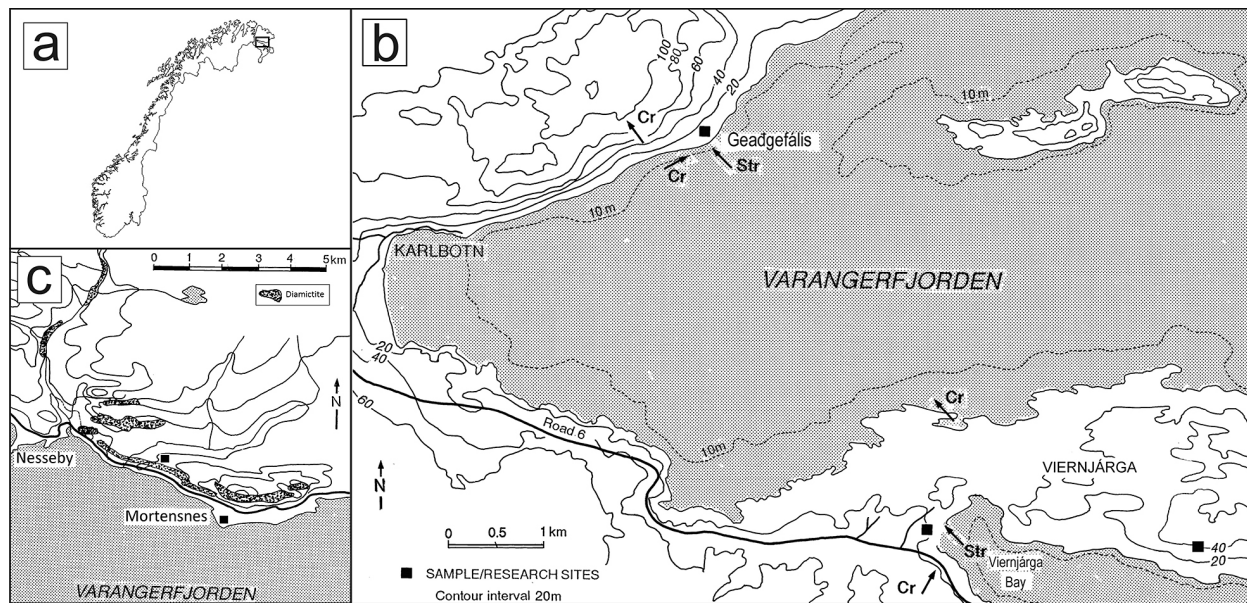 a
b
c
100
80
60
40
20
Cr
Geađgefális
Cr
Str
10 m
10 m
KARLBOTN
VARANGERFJORDEN
20
40
60
Road 6
10m
Cr
N
VIERNJÁRGA
0 0.5 1 km
Str
Viernjárga
Bay
40
20
Cr
SAMPLE/RESEARCH SITES
Contour interval 20m
0 1 2 3 4 5km
Diamictite
N
Nesseby
Mortensnes
VARANGERFJORDEN